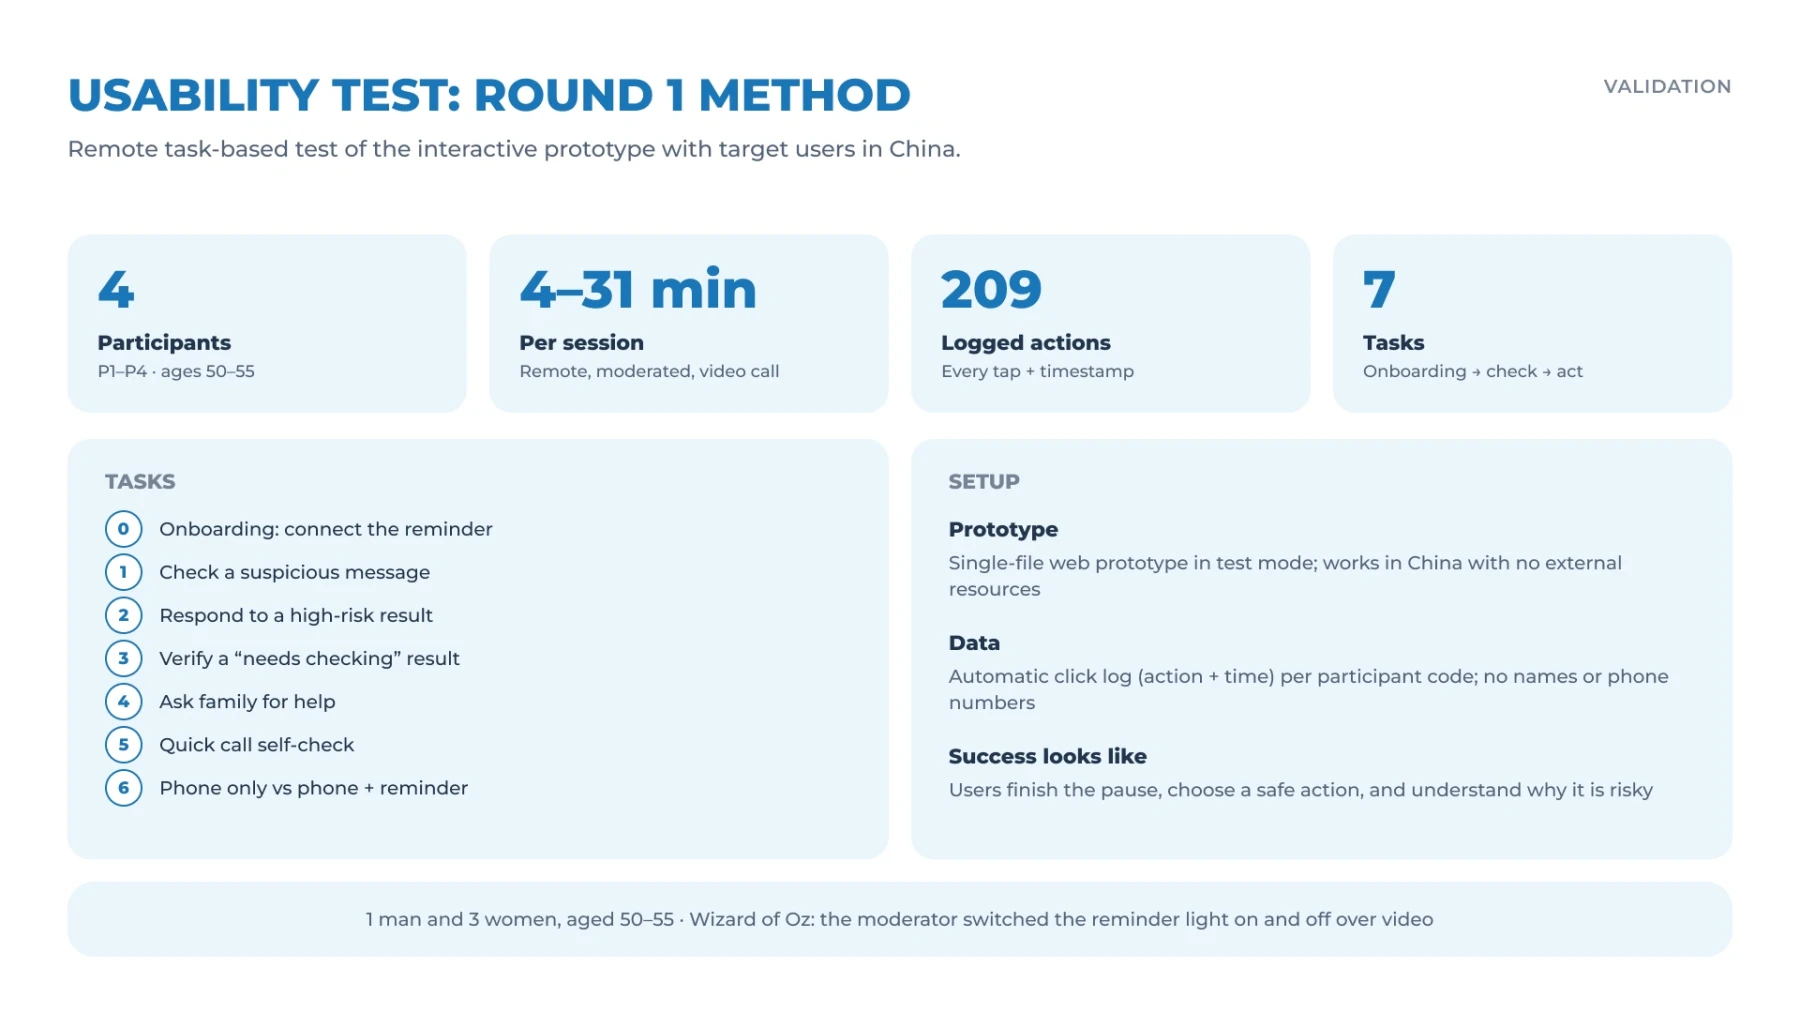 USABILITY TEST: ROUND 1 METHOD
VALIDATION
Remote task-based test of the interactive prototype with target users in China.
4
Participants
P1–P4 · ages 50–55
4–31 min
Per session
Remote, moderated, video call
209
Logged actions
Every tap + timestamp
7
Tasks
Onboarding → check → act
TASKS
0 Onboarding: connect the reminder
1 Check a suspicious message
2 Respond to a high-risk result
3 Verify a “needs checking” result
4 Ask family for help
5 Quick call self-check
6 Phone only vs phone + reminder
SETUP
Prototype
Single-file web prototype in test mode; works in China with no external
resources
Data
Automatic click log (action + time) per participant code; no names or phone
numbers
Success looks like
Users finish the pause, choose a safe action, and understand why it is risky
1 man and 3 women, aged 50–55 · Wizard of Oz: the moderator switched the reminder light on and off over video